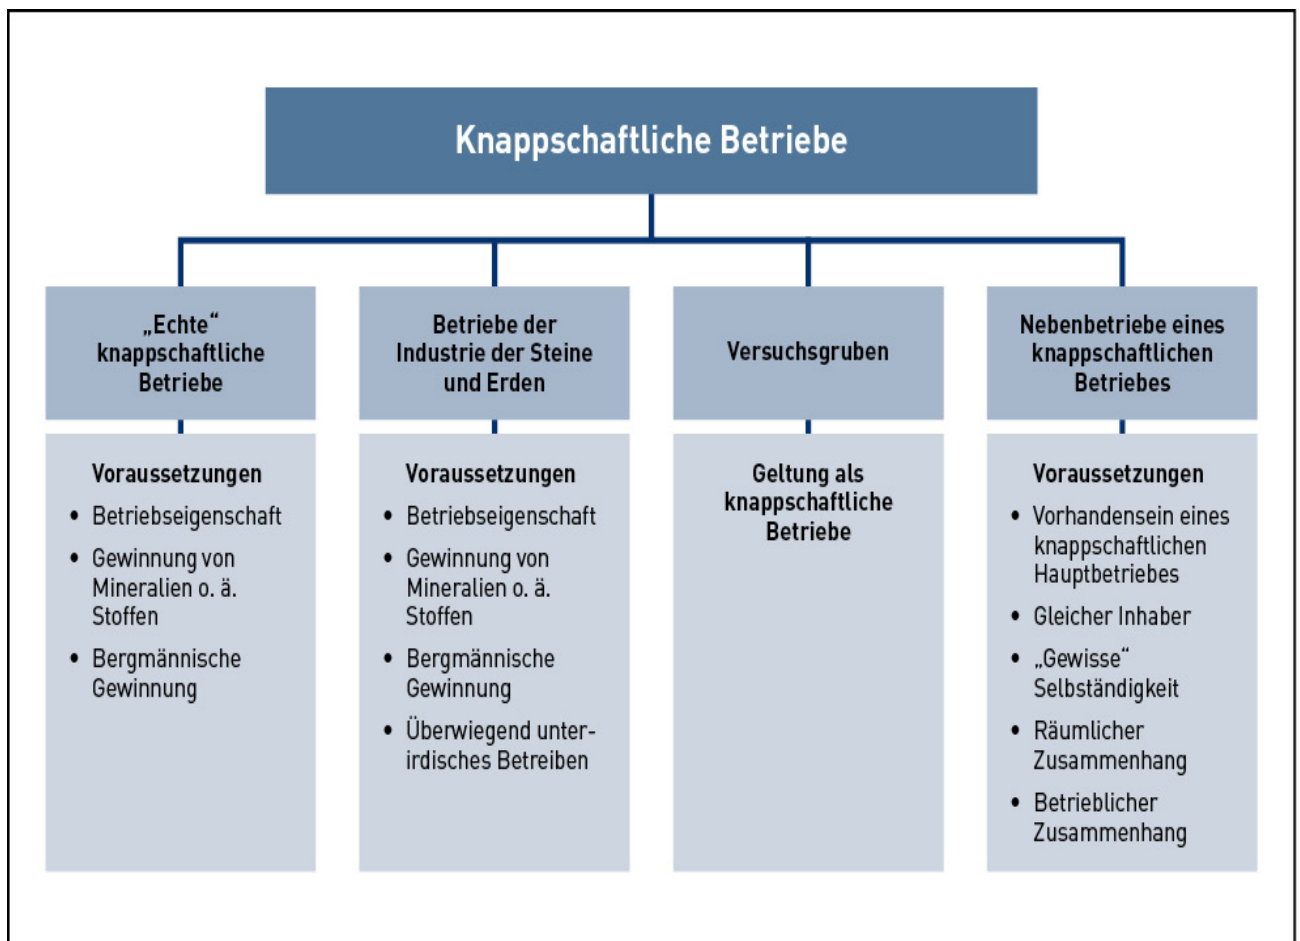 Knappschaftliche Betriebe
„Echte“
knappschaftliche
Betriebe
Voraussetzungen
• Betriebseigenschaft
• Gewinnung von
Mineralien o. ä.
Stoffen
• Bergmännische
Gewinnung
Betriebe der
Industrie der Steine
und Erden
Voraussetzungen
• Betriebseigenschaft
• Gewinnung von
Mineralien o. ä.
Stoffen
• Bergmännische
Gewinnung
• Überwiegend unter-
irdisches Betreiben
Versuchsgruben
Geltung als
knappschaftliche
Betriebe
Nebenbetriebe eines
knappschaftlichen
Betriebes
Voraussetzungen
• Vorhandensein eines
knappschaftlichen
Hauptbetriebes
• Gleicher Inhaber
• „Gewisse“
Selbständigkeit
• Räumlicher
Zusammenhang
• Betrieblicher
Zusammenhang